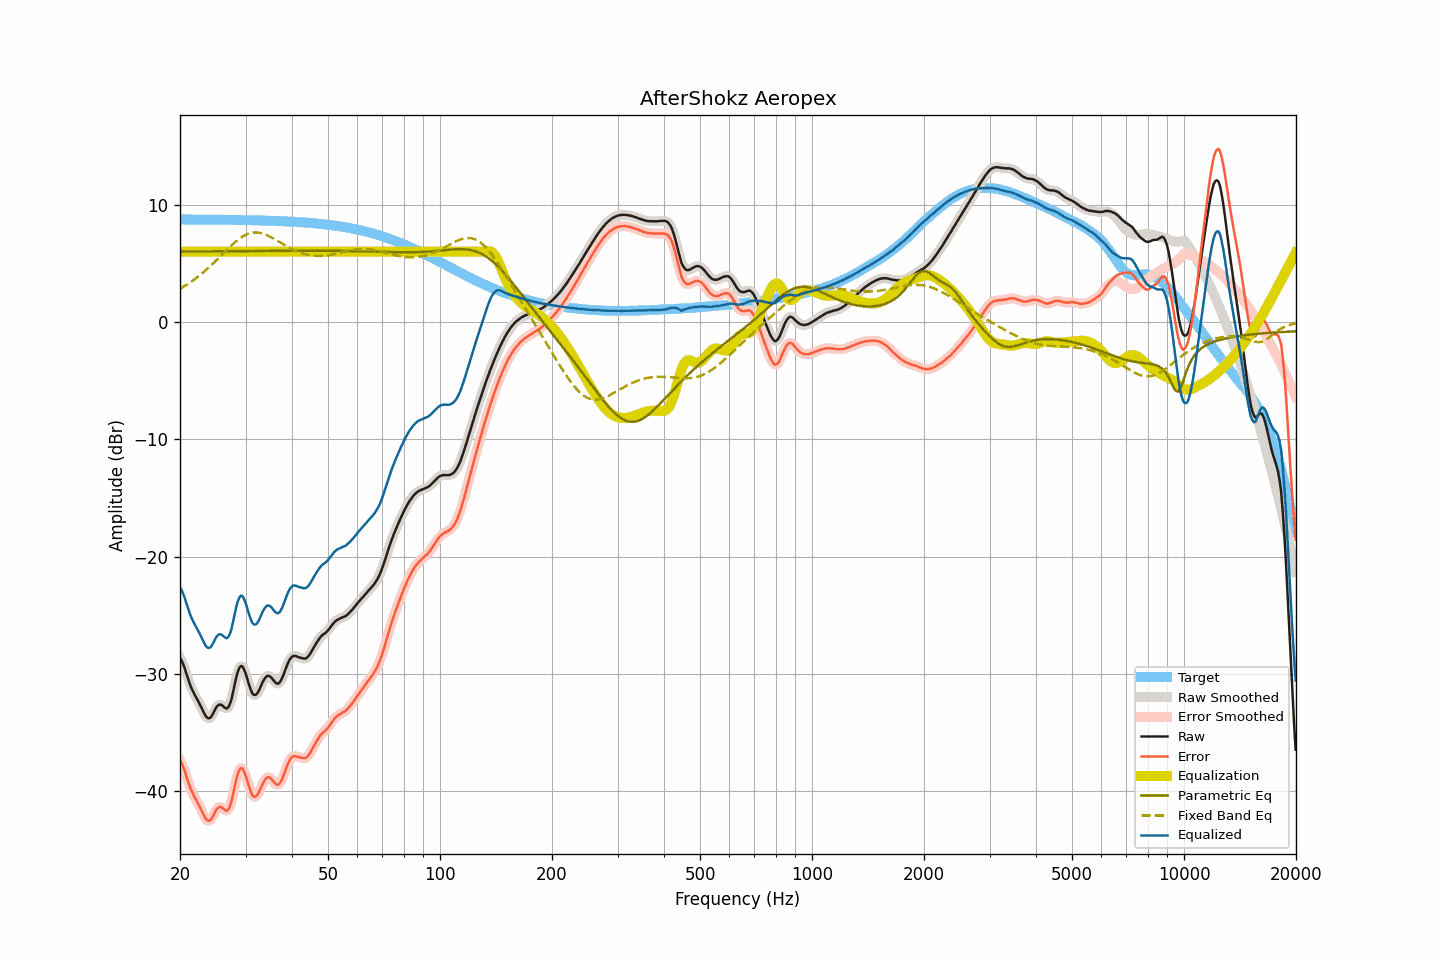 AfterShokz Aeropex
Amplitude (dBr)
10
0
−10
−20
−30
−40
Target
Raw Smoothed
Error Smoothed
Raw
Error
Equalization
Parametric Eq
Fixed Band Eq
Equalized
20 50 100 200 500 1000 2000 5000 10000 20000
Frequency (Hz)